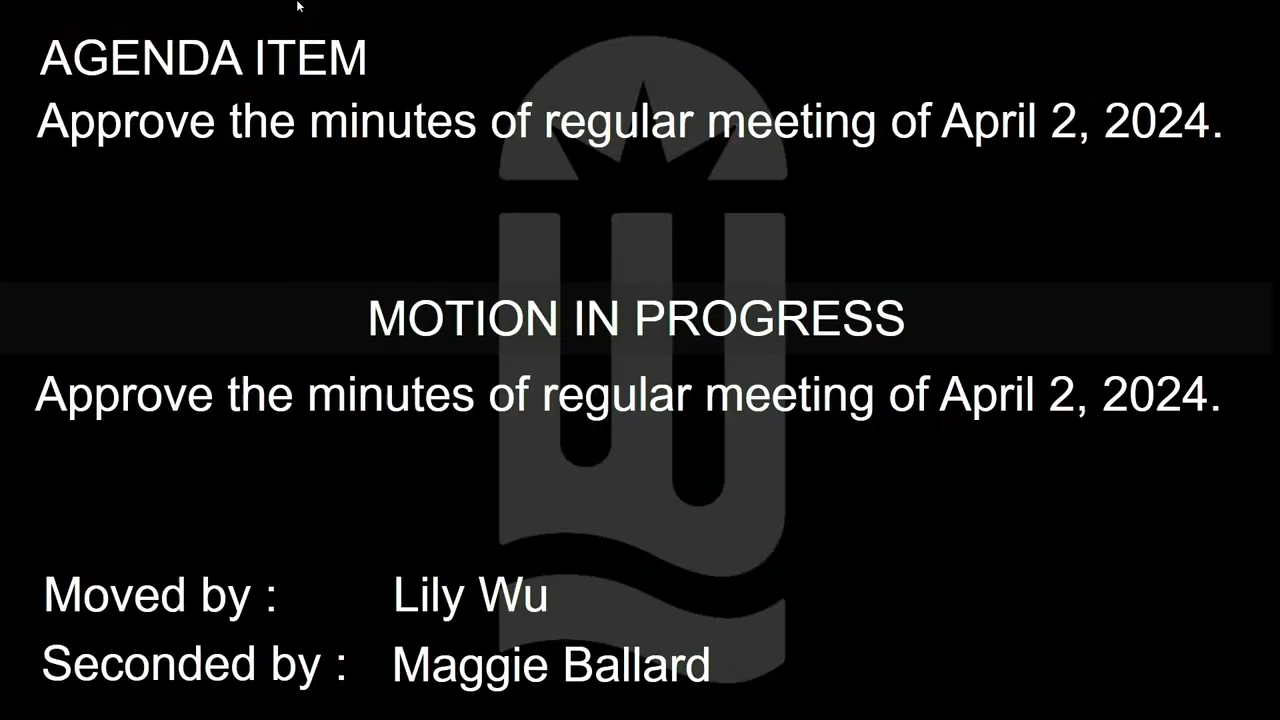 AGENDA ITEM
Approve the minutes of regular meeting of April 2, 2024.
MOTION IN PROGRESS
Approve the minutes of regular meeting of April 2, 2024.
Moved by : Lily Wu
Seconded by : Maggie Ballard